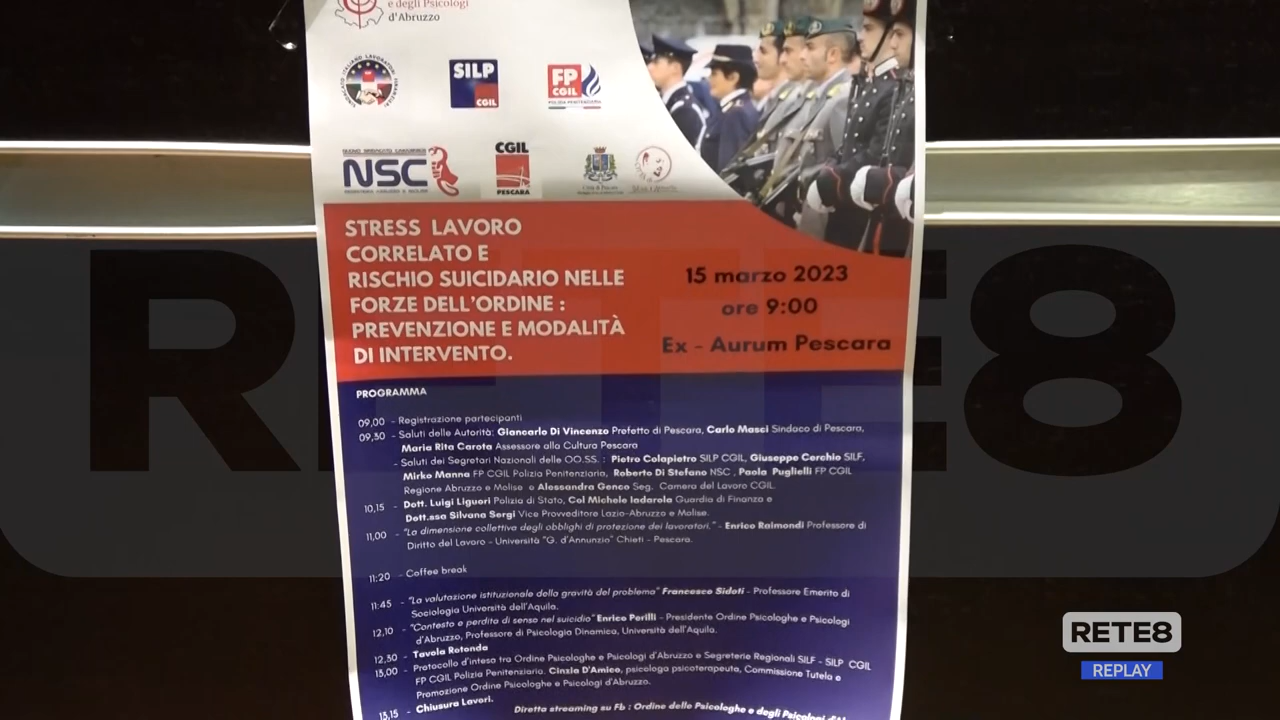 e degli Psicologi
d'Abruzzo
SILP
CGIL
FP
CGIL
POLIZIA PENITENZIARIA
NSC
CGIL
PESCARA
Città di Pescara
STRESS LAVORO
CORRELATO E
RISCHIO SUICIDARIO NELLE
FORZE DELL'ORDINE :
PREVENZIONE E MODALITÀ
DI INTERVENTO.
15 marzo 2023
ore 9:00
Ex - Aurum Pescara
PROGRAMMA
09,00 - Registrazione partecipanti
09,30 - Saluti delle Autorità: Giancarlo Di Vincenzo Prefetto di Pescara, Carlo Masci Sindaco di Pescara,
Maria Rita Carota Assessore alla Cultura Pescara
- Saluti dei Segretari Nazionali delle OO.SS. : Pietro Colapietro SILP CGIL, Giuseppe Cerchio SILF,
Mirko Manna FP CGIL Polizia Penitenziaria, Roberto Di Stefano NSC , Paola Puglielli FP CGIL
Regione Abruzzo e Molise e Alessandra Genco Seg. Camera del Lavoro CGIL.
10,15 - Dott. Luigi Liguori Polizia di Stato, Col Michele Iadarola Guardia di Finanza e
Dott.ssa Silvana Sergi Vice Provveditore Lazio-Abruzzo e Molise.
11,00 - "La dimensione collettiva degli obblighi di protezione dei lavoratori." - Enrico Raimondi Professore di
Diritto del Lavoro - Università "G. d'Annunzio" Chieti - Pescara.
11:20 - Coffee break
11:45 - "La valutazione istituzionale della gravità del problema" Francesco Sidoti - Professore Emerito di
Sociologia Università dell'Aquila.
12,10 - "Contesto e perdita di senso nel suicidio" Enrico Perilli - Presidente Ordine Psicologhe e Psicologi
d'Abruzzo, Professore di Psicologia Dinamica, Università dell'Aquila.
12,30 - Tavola Rotonda
13,00 - Protocollo d'intesa tra Ordine Psicologhe e Psicologi d'Abruzzo e Segreterie Regionali SILF - SILP CGIL
FP CGIL Polizia Penitenziaria. Cinzia D'Amico, psicologa psicoterapeuta, Commissione Tutela e
Promozione Ordine Psicologhe e Psicologi d'Abruzzo.
13,15 - Chiusura Lavori.
Diretta streaming su Fb : Ordine delle Psicologhe e degli Psicologi
RETE8
RETE8
REPLAY